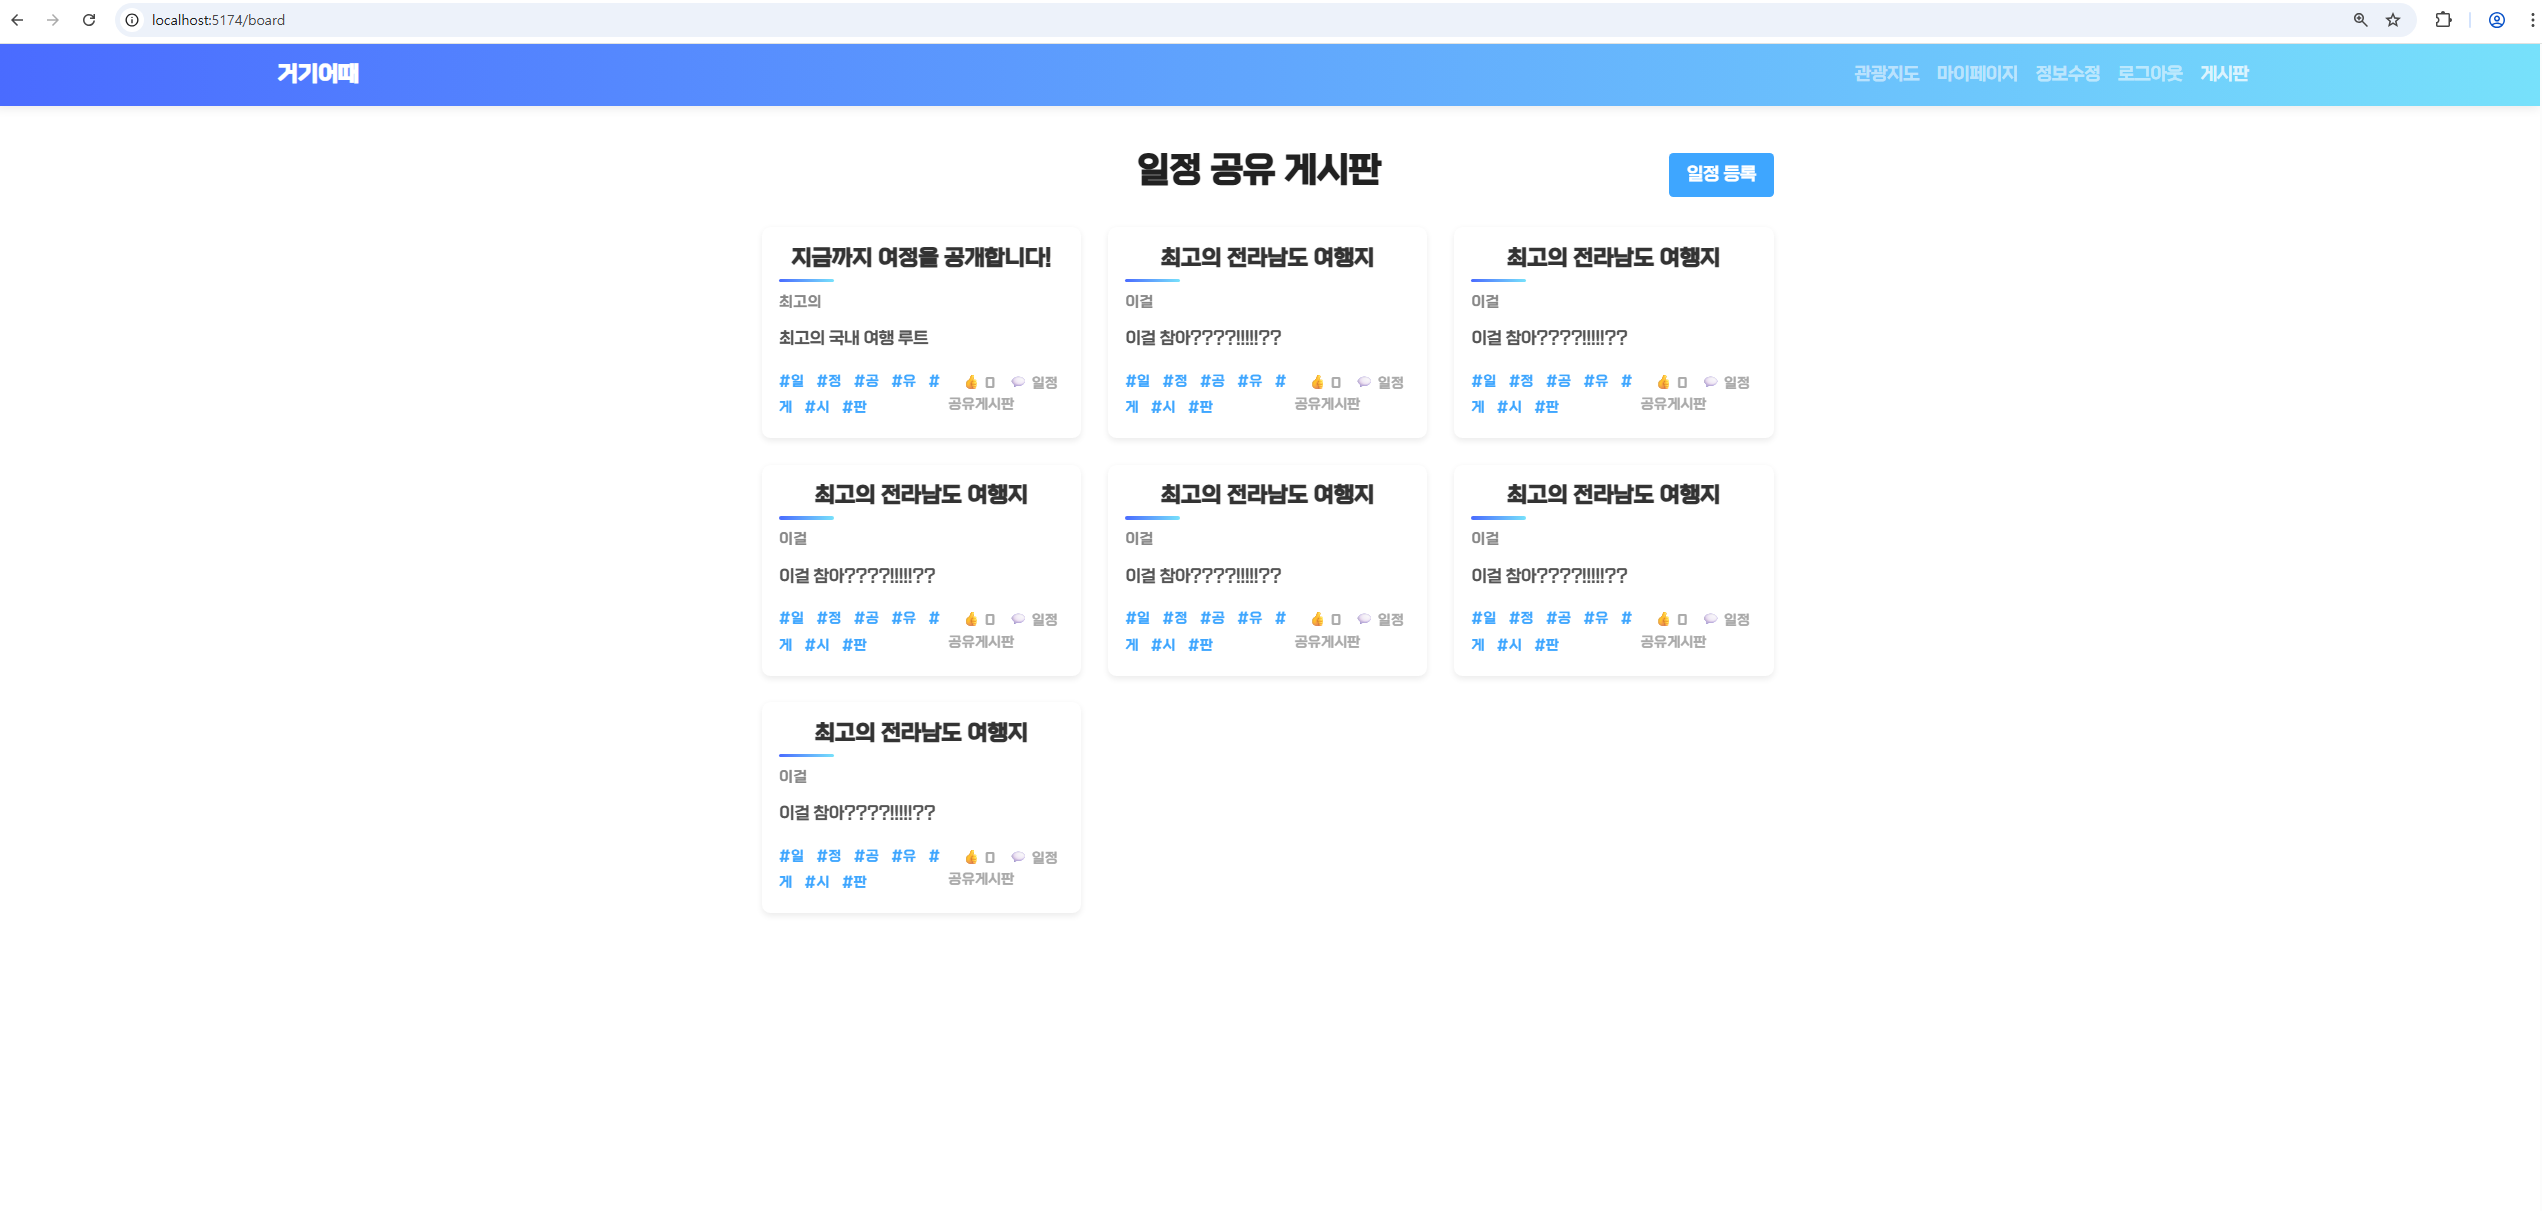 localhost:5174/board
거기어때
관광지도 마이페이지 정보수정 로그아웃 게시판
일정 공유 게시판
일정 등록
지금까지 여정을 공개합니다!
최고의
최고의 국내 여행 루트
#일 #정 #공 #유 #
게 #시 #판
👍 0 💬 일정
공유게시판
최고의 전라남도 여행지
이걸
이걸 참아????!!!!!??
#일 #정 #공 #유 #
게 #시 #판
👍 0 💬 일정
공유게시판
최고의 전라남도 여행지
이걸
이걸 참아????!!!!!??
#일 #정 #공 #유 #
게 #시 #판
👍 0 💬 일정
공유게시판
최고의 전라남도 여행지
이걸
이걸 참아????!!!!!??
#일 #정 #공 #유 #
게 #시 #판
👍 0 💬 일정
공유게시판
최고의 전라남도 여행지
이걸
이걸 참아????!!!!!??
#일 #정 #공 #유 #
게 #시 #판
👍 0 💬 일정
공유게시판
최고의 전라남도 여행지
이걸
이걸 참아????!!!!!??
#일 #정 #공 #유 #
게 #시 #판
👍 0 💬 일정
공유게시판
최고의 전라남도 여행지
이걸
이걸 참아????!!!!!??
#일 #정 #공 #유 #
게 #시 #판
👍 0 💬 일정
공유게시판